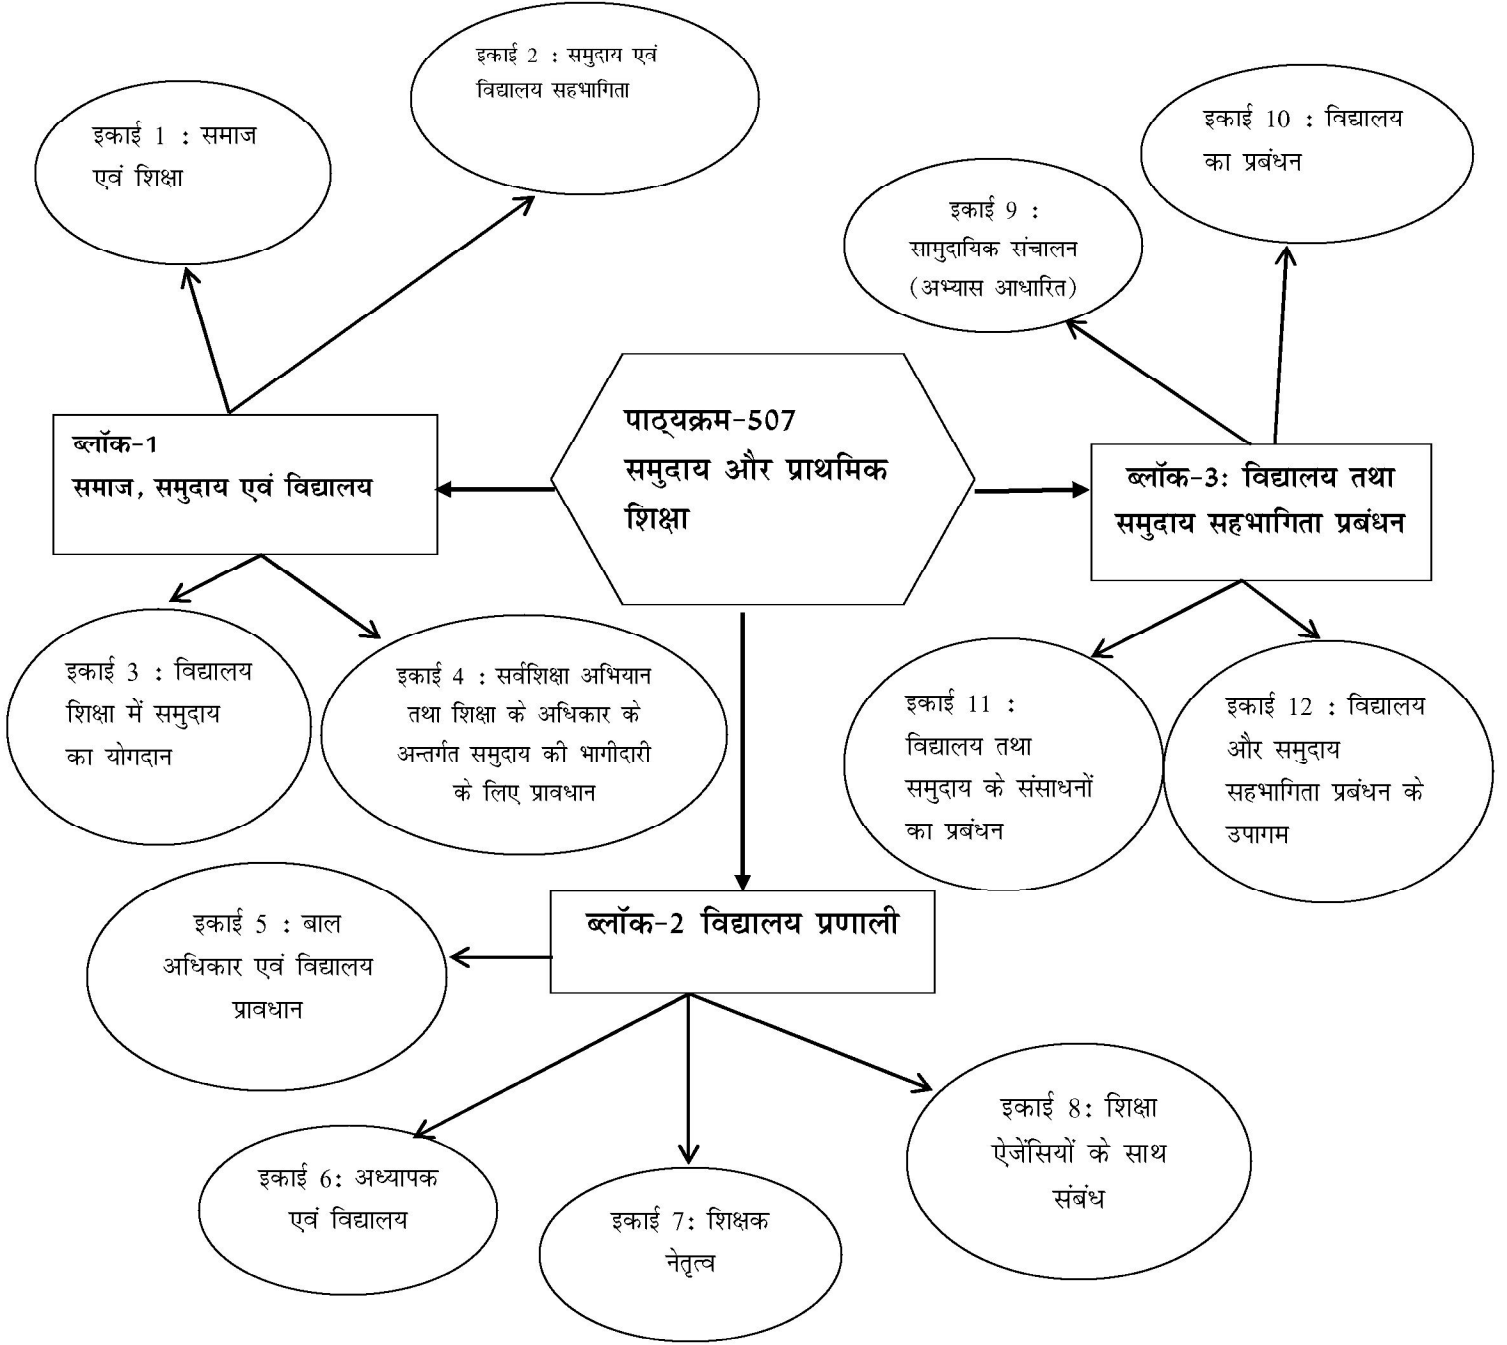 इकाई 2 : समुदाय एवं
विद्यालय सहभागिता
इकाई 1 : समाज
एवं शिक्षा
इकाई 10 : विद्यालय
का प्रबंधन
इकाई 9 :
सामुदायिक संचालन
(अभ्यास आधारित)
पाठ्यक्रम-507
समुदाय और प्राथमिक
शिक्षा
ब्लॉक-1
समाज, समुदाय एवं विद्यालय
ब्लॉक-3: विद्यालय तथा
समुदाय सहभागिता प्रबंधन
इकाई 3 : विद्यालय
शिक्षा में समुदाय
का योगदान
इकाई 4 : सर्वशिक्षा अभियान
तथा शिक्षा के अधिकार के
अन्तर्गत समुदाय की भागीदारी
के लिए प्रावधान
इकाई 11 :
विद्यालय तथा
समुदाय के संसाधनों
का प्रबंधन
इकाई 12 : विद्यालय
और समुदाय
सहभागिता प्रबंधन के
उपागम
ब्लॉक-2 विद्यालय प्रणाली
इकाई 5 : बाल
अधिकार एवं विद्यालय
प्रावधान
इकाई 6: अध्यापक
एवं विद्यालय
इकाई 7: शिक्षक
नेतृत्व
इकाई 8: शिक्षा
ऐजेंसियों के साथ
संबंध